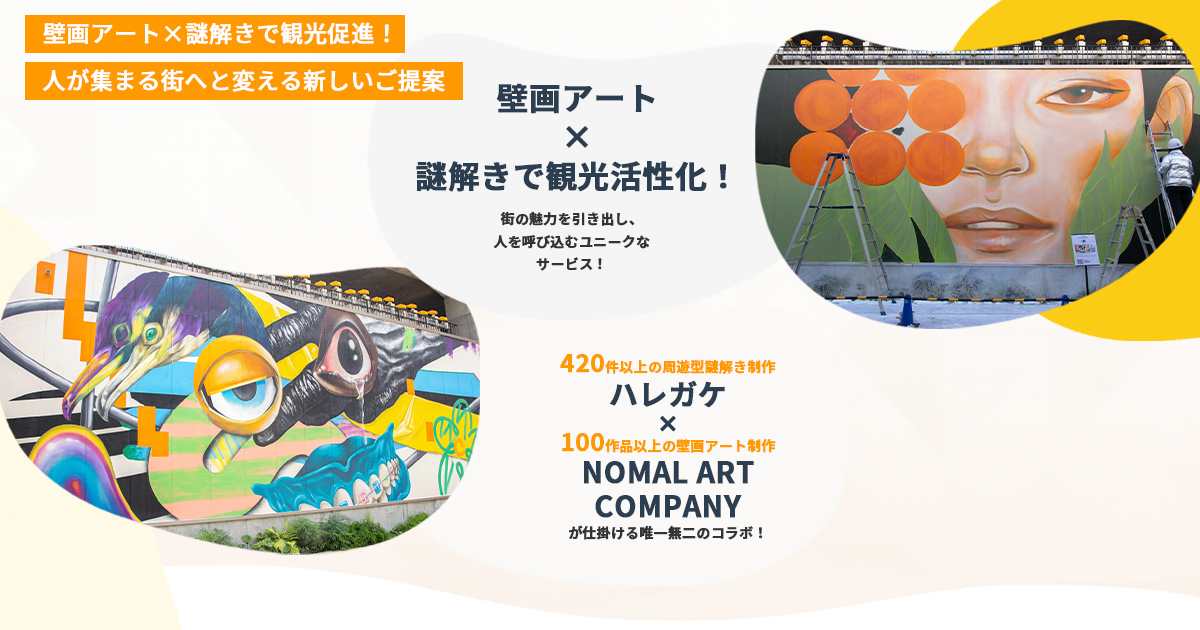 壁画アート×謎解きで観光促進！
人が集まる街へと変える新しいご提案
壁画アート
×
謎解きで観光活性化！
街の魅力を引き出し、
人を呼び込むユニークな
サービス！
420件以上の周遊型謎解き制作
ハレガケ
×
100作品以上の壁画アート制作
NOMAL ART
COMPANY
が仕掛ける唯一無二のコラボ！